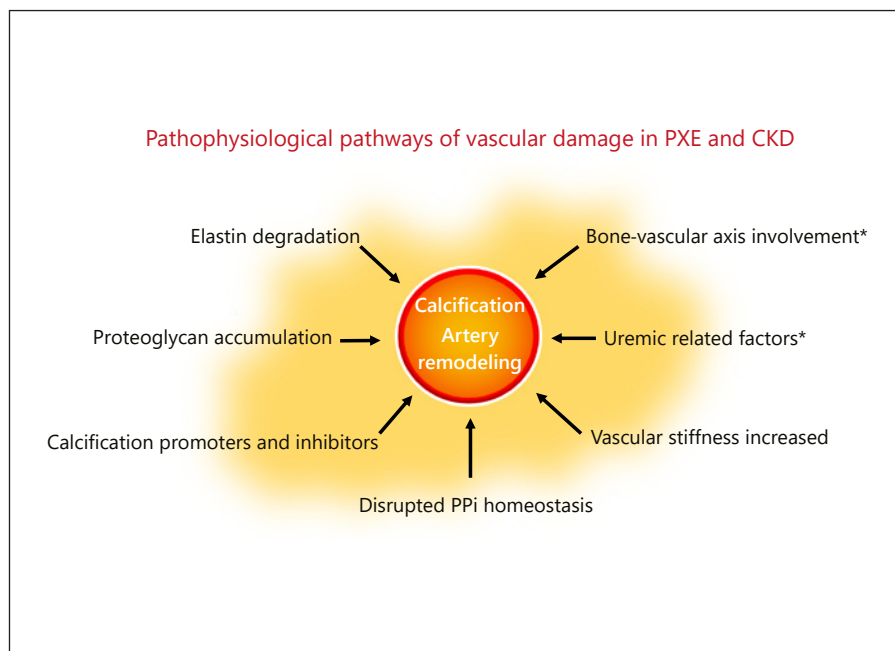 Pathophysiological pathways of vascular damage in PXE and CKD
Elastin degradation
Bone-vascular axis involvement*
Calcification
Artery
remodeling
Proteoglycan accumulation
Uremic related factors*
Calcification promoters and inhibitors
Vascular stiffness increased
Disrupted PPi homeostasis